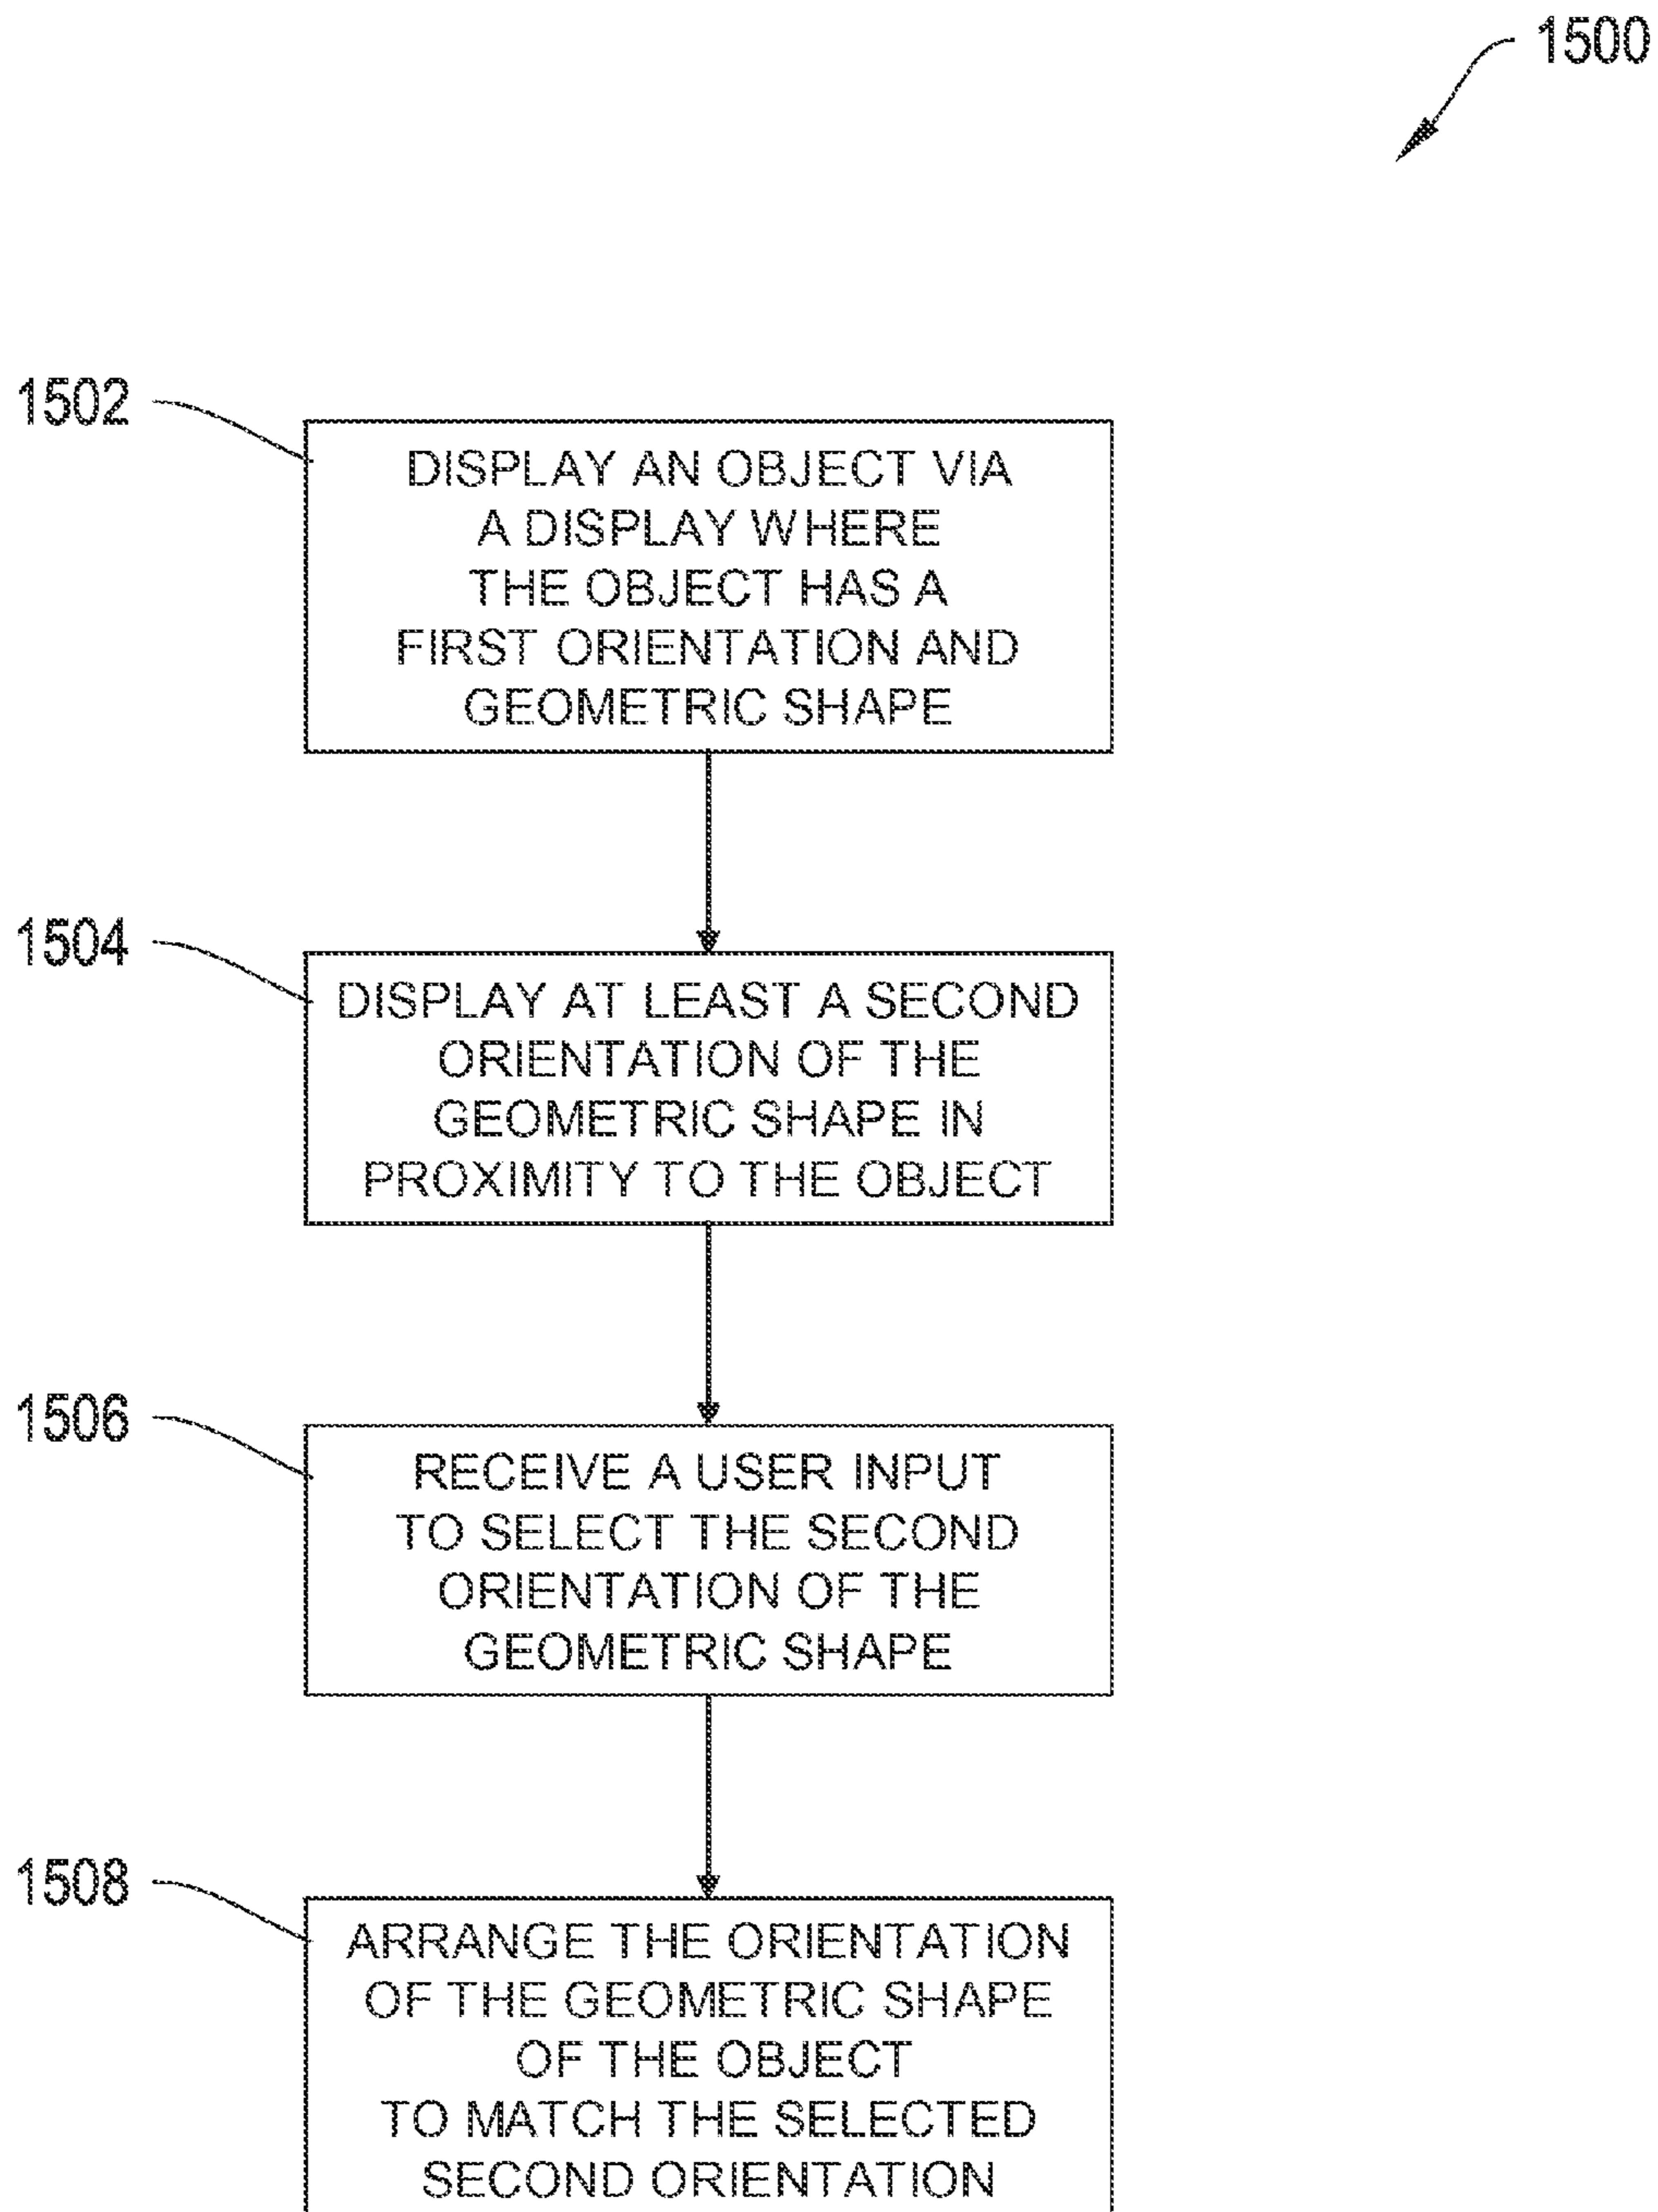 1500
1502
DISPLAY AN OBJECT VIA
A DISPLAY WHERE
THE OBJECT HAS A
FIRST ORIENTATION AND
GEOMETRIC SHAPE
1504
DISPLAY AT LEAST A SECOND
ORIENTATION OF THE
GEOMETRIC SHAPE IN
PROXIMITY TO THE OBJECT
1506
RECEIVE A USER INPUT
TO SELECT THE SECOND
ORIENTATION OF THE
GEOMETRIC SHAPE
1508
ARRANGE THE ORIENTATION
OF THE GEOMETRIC SHAPE
OF THE OBJECT
TO MATCH THE SELECTED
SECOND ORIENTATION